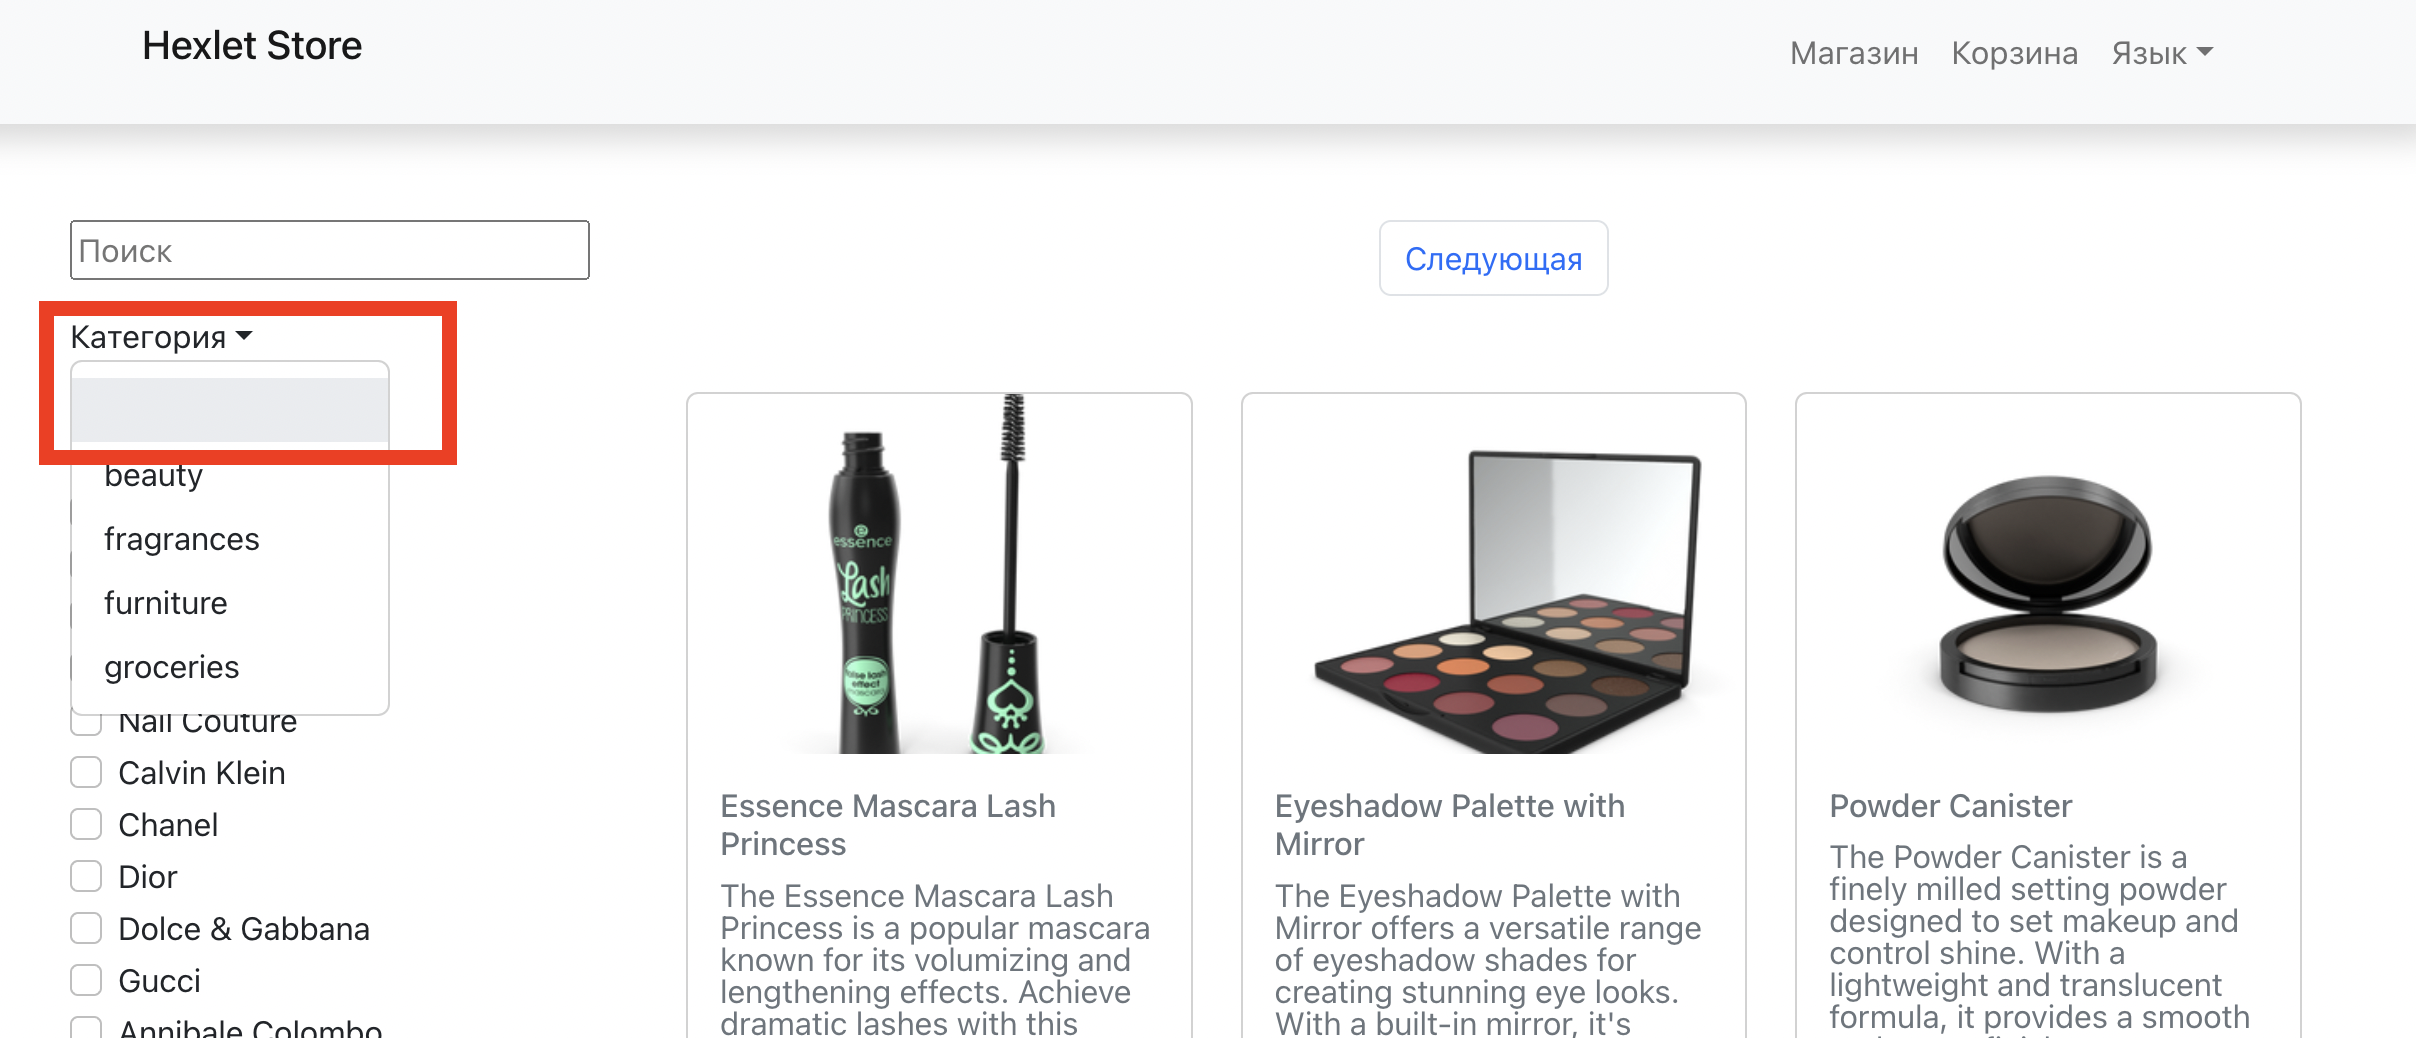 Hexlet Store
Магазин Корзина Язык
Поиск
Следующая
Категория
beauty
fragrances
furniture
groceries
Nail Couture
Calvin Klein
Chanel
Dior
Dolce & Gabbana
Gucci
Annibale Colombo
essence
Lash
PRINCESS
false lash
effect
mascara
Essence Mascara Lash
Princess
The Essence Mascara Lash
Princess is a popular mascara
known for its volumizing and
lengthening effects. Achieve
dramatic lashes with this
Eyeshadow Palette with
Mirror
The Eyeshadow Palette with
Mirror offers a versatile range
of eyeshadow shades for
creating stunning eye looks.
With a built-in mirror, it's
Powder Canister
The Powder Canister is a
finely milled setting powder
designed to set makeup and
control shine. With a
lightweight and translucent
formula, it provides a smooth